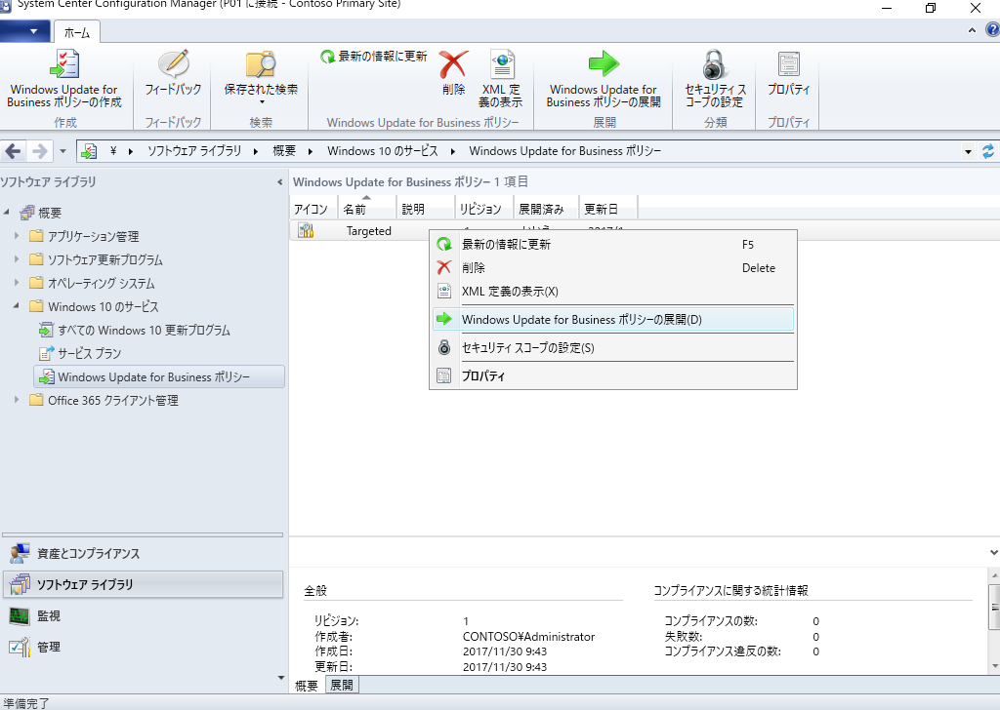 System Center Configuration Manager (P01 に接続 - Contoso Primary Site)
ホーム
Windows Update for
Business ポリシーの作成
作成
フィードバック
フィードバック
保存された検索
検索
最新の情報に更新
削除
XML 定
義の表示
Windows Update for Business ポリシー
Windows Update for
Business ポリシーの展開
展開
セキュリティ ス
コープの設定
分類
プロパティ
プロパティ
¥ ソフトウェア ライブラリ 概要 Windows 10 のサービス Windows Update for Business ポリシー
ソフトウェア ライブラリ
概要
アプリケーション管理
ソフトウェア更新プログラム
オペレーティング システム
Windows 10 のサービス
すべての Windows 10 更新プログラム
サービス プラン
Windows Update for Business ポリシー
Office 365 クライアント管理
資産とコンプライアンス
ソフトウェア ライブラリ
監視
管理
Windows Update for Business ポリシー 1 項目
アイコン 名前 説明 リビジョン 展開済み 更新日
Targeted
最新の情報に更新 F5
削除 Delete
XML 定義の表示(X)
Windows Update for Business ポリシーの展開(D)
セキュリティ スコープの設定(S)
プロパティ
全般
リビジョン: 1
作成者: CONTOSO¥Administrator
作成日: 2017/11/30 9:43
更新日: 2017/11/30 9:43
コンプライアンスに関する統計情報
コンプライアンスの数: 0
失敗数: 0
コンプライアンス違反の数: 0
概要 展開
準備完了